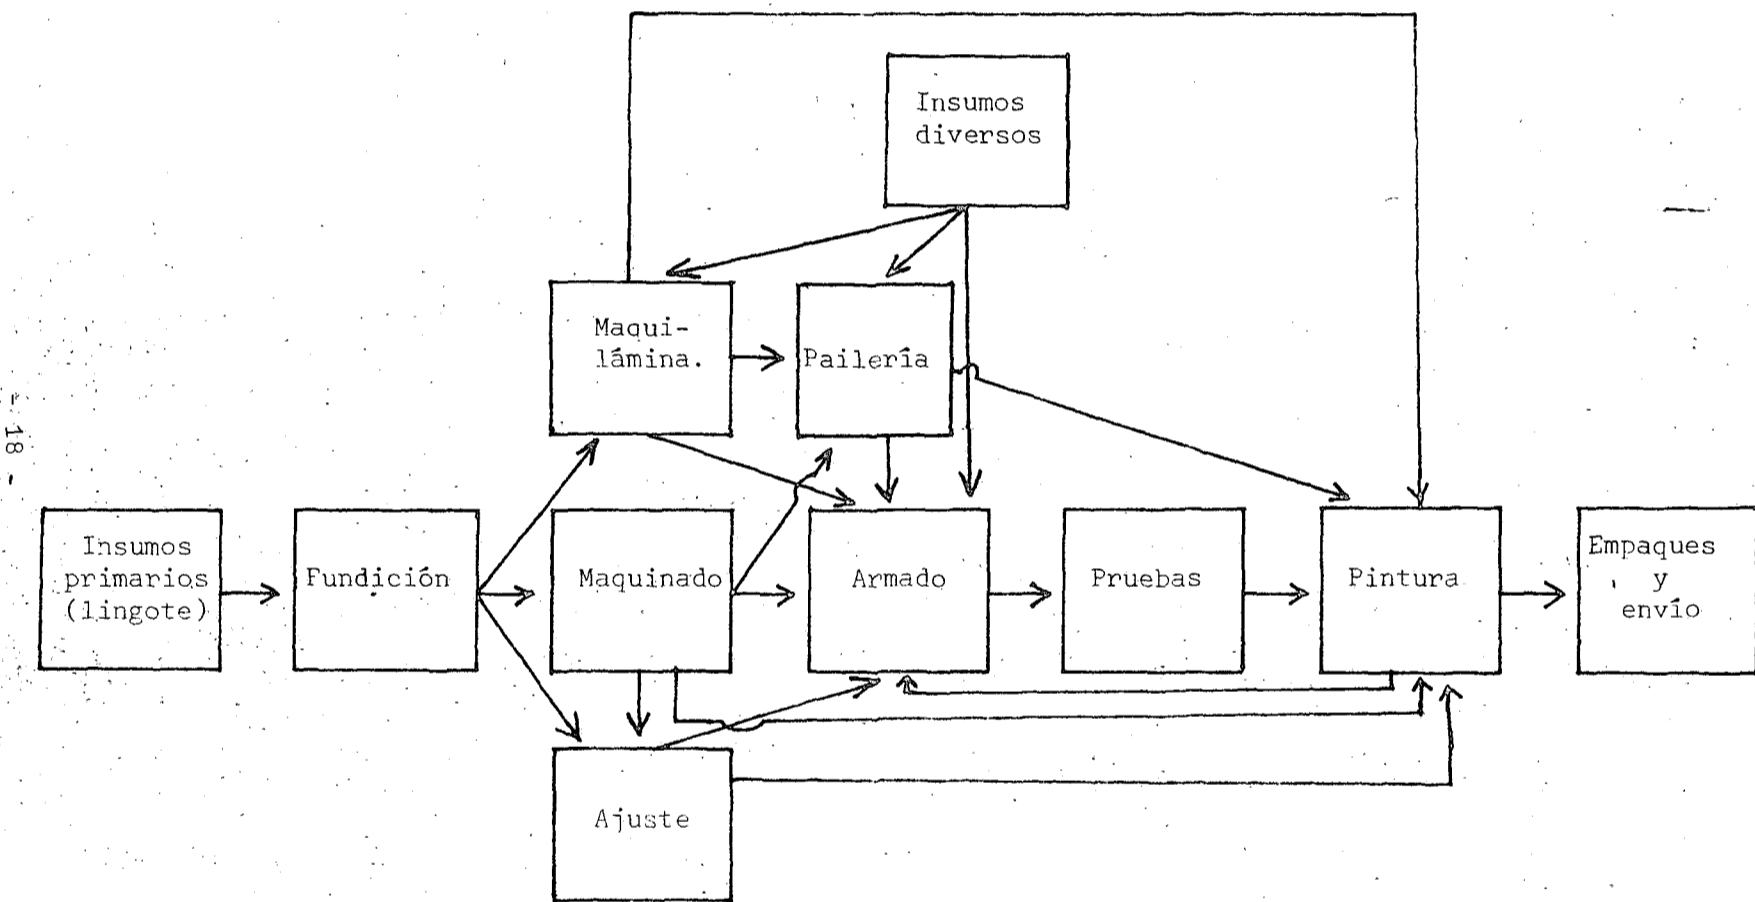 Insumos
diversos
Maqui-
lámina.
Pailería
Insumos
primarios
(lingote)
Fundición
Maquinado
Armado
Pruebas
Pintura
Empaques
y
envío
Ajuste
- 18 -